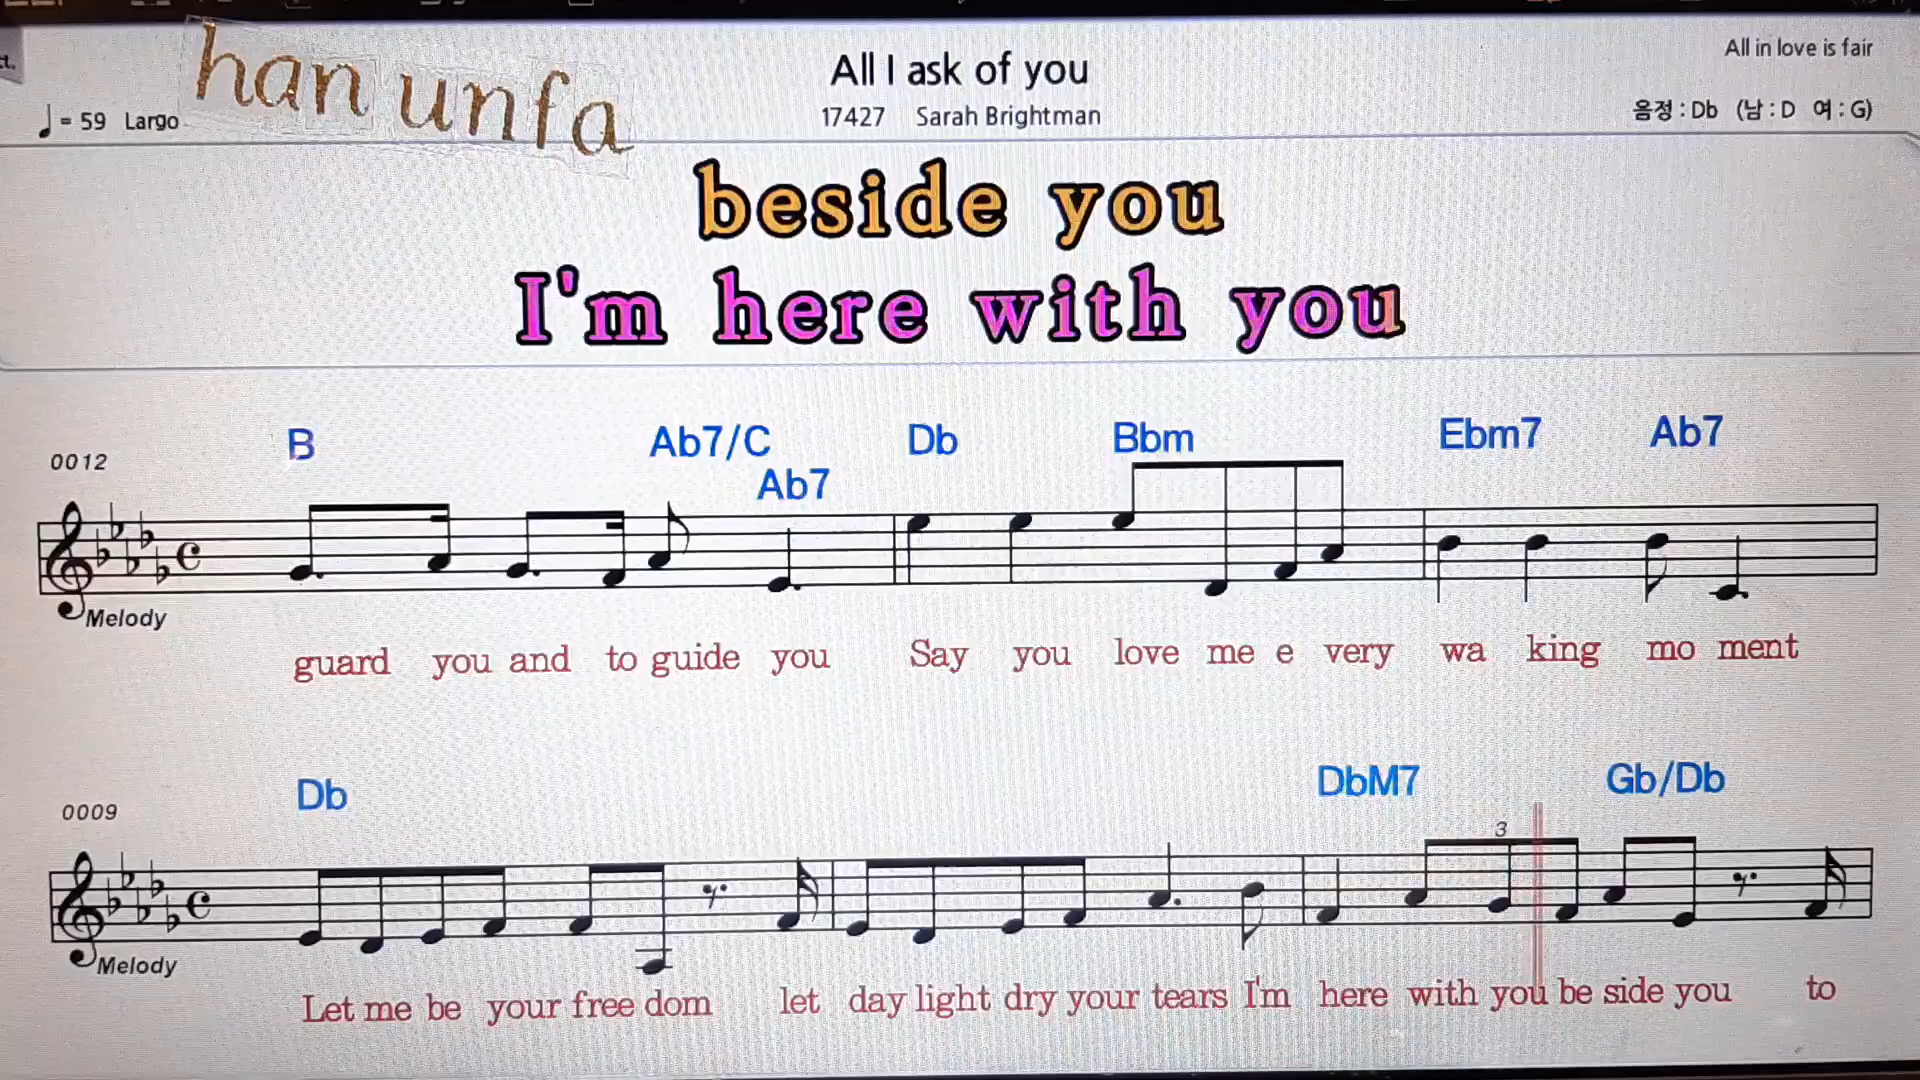 ct.
han unfa
All I ask of you
All in love is fair
♩ = 59 Largo
17427 Sarah Brightman
음정 : Db (남 : D 여 : G)
beside you
I'm here with you
0012
B Ab7/C Db Bbm Ebm7 Ab7
Ab7
Melody
guard you and to guide you Say you love me e very wa king mo ment
0009
Db DbM7 Gb/Db
3
Melody
Let me be your free dom let day light dry your tears I'm here with you be side you to